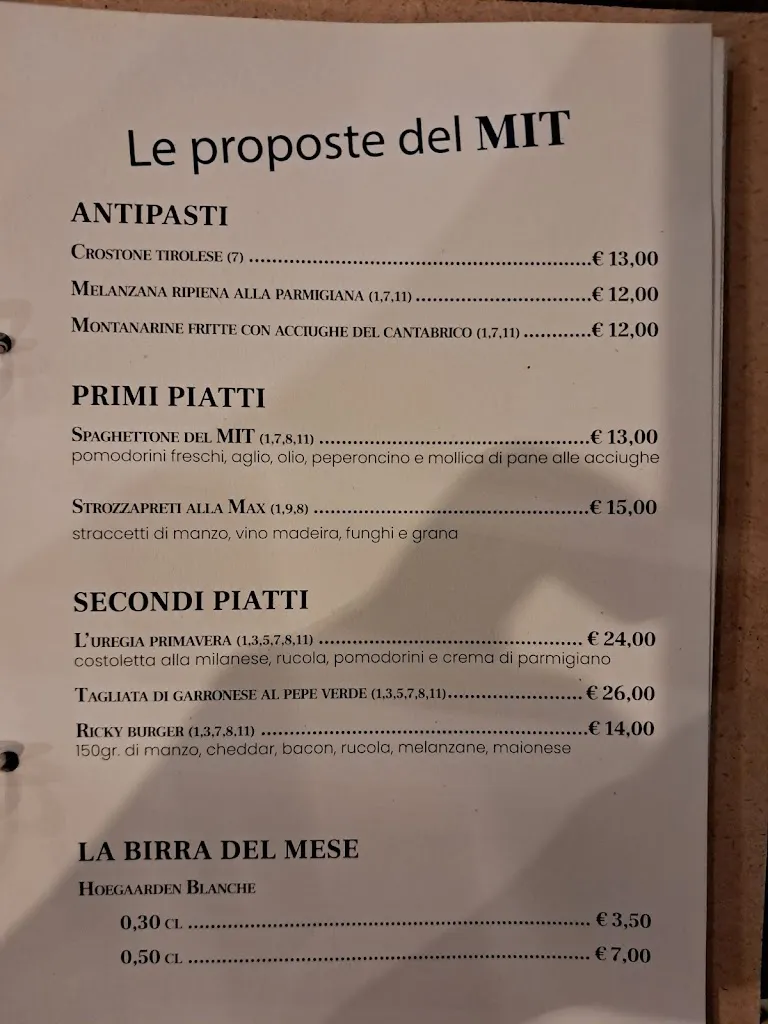 Le proposte del MIT
ANTIPASTI
CROSTONE TIROLESE (7) ........................................................€ 13,00
MELANZANA RIPIENA ALLA PARMIGIANA (1,7,11) .............................€ 12,00
MONTANARINE FRITTE CON ACCIUGHE DEL CANTABRICO (1,7,11) ............€ 12,00
PRIMI PIATTI
SPAGHETTONE DEL MIT (1,7,8,11) .............................................€ 13,00
pomodorini freschi, aglio, olio, peperoncino e mollica di pane alle acciughe
STROZZAPRETI ALLA MAX (1,9,8) .............................................€ 15,00
straccetti di manzo, vino madeira, funghi e grana
SECONDI PIATTI
L'UREGIA PRIMAVERA (1,3,5,7,8,11) ........................................... € 24,00
costoletta alla milanese, rucola, pomodorini e crema di parmigiano
TAGLIATA DI GARRONESE AL PEPE VERDE (1,3,5,7,8,11)...................... € 26,00
RICKY BURGER (1,3,7,8,11) .....................................................€ 14,00
150gr. di manzo, cheddar, bacon, rucola, melanzane, maionese
LA BIRRA DEL MESE
HOEGAARDEN BLANCHE
0,30 CL ................................................................. € 3,50
0,50 CL ................................................................. € 7,00